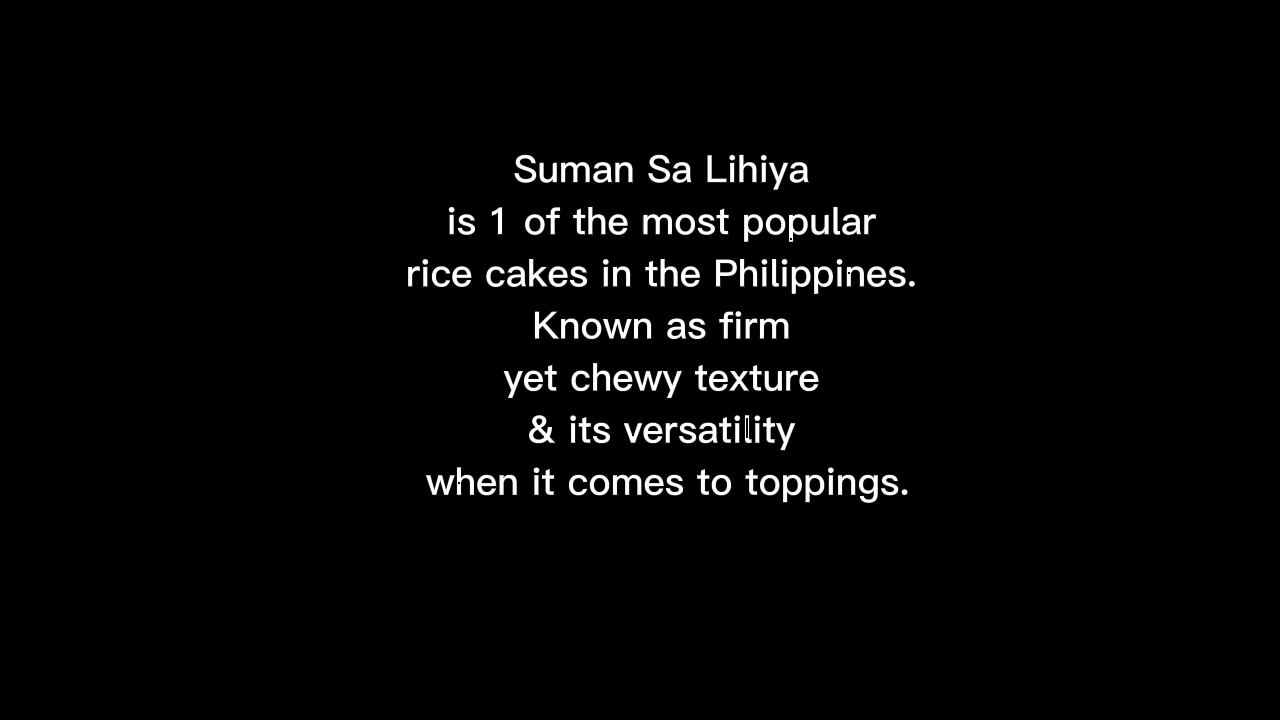 Suman Sa Lihiya
is 1 of the most popular
rice cakes in the Philippines.
Known as firm
yet chewy texture
& its versatility
when it comes to toppings.